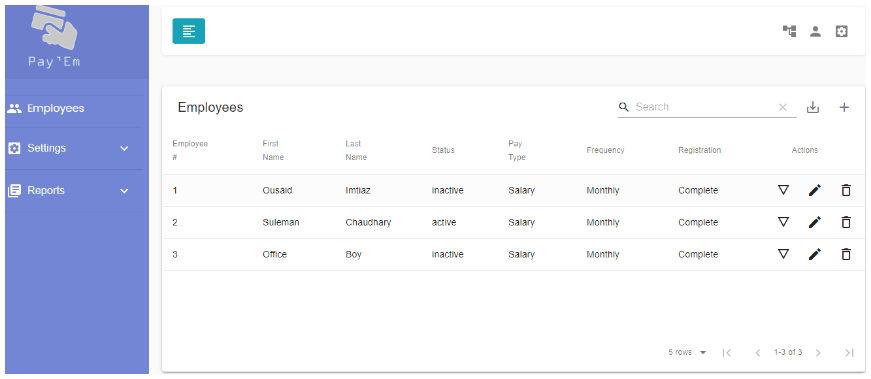 Pay'Em
Employees
Settings
Reports
Employees
Search
Employee
#
First
Name
Last
Name
Status
Pay
Type
Frequency
Registration
Actions
1 Ousaid Imtiaz inactive Salary Monthly Complete
2 Suleman Chaudhary active Salary Monthly Complete
3 Office Boy inactive Salary Monthly Complete
5 rows 1-3 of 3